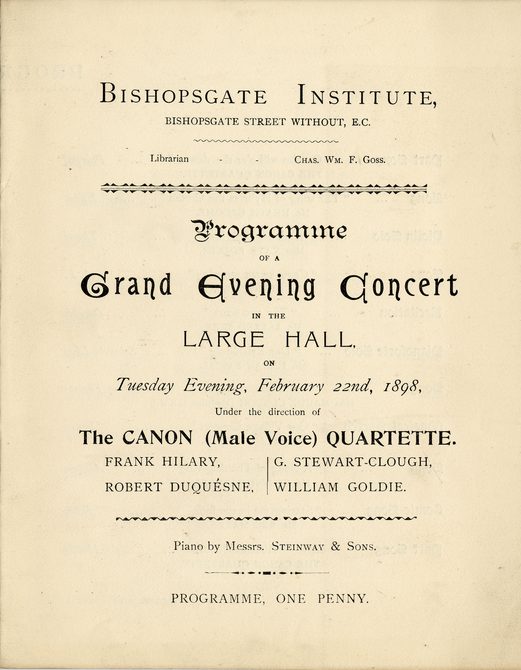 BISHOPSGATE INSTITUTE,
BISHOPSGATE STREET WITHOUT, E.C.
Librarian - CHAS. WM. F. GOSS.
Programme
OF A
Grand Evening Concert
IN THE
LARGE HALL,
ON
Tuesday Evening, February 22nd, 1898,
Under the direction of
The CANON (Male Voice) QUARTETTE.
FRANK HILARY, G. STEWART-CLOUGH,
ROBERT DUQUÉSNE, WILLIAM GOLDIE.
Piano by Messrs. STEINWAY & SONS.
PROGRAMME, ONE PENNY.